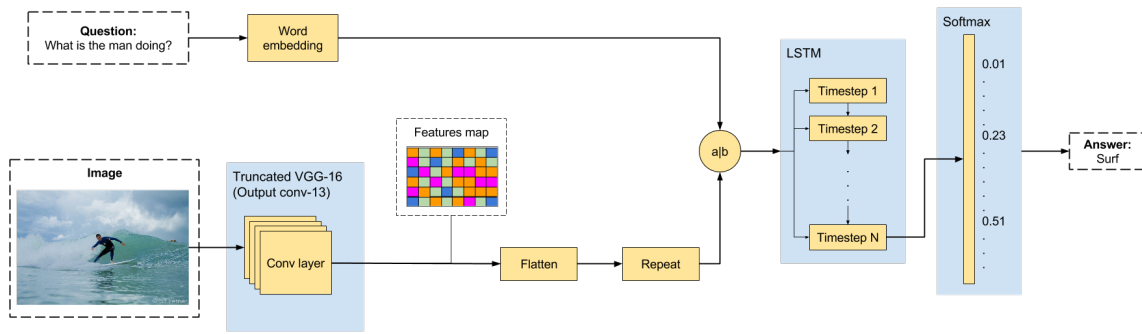 Question:
What is the man doing?
Word
embedding
LSTM
Softmax
Timestep 1
Timestep 2
.
.
.
Timestep N
0.01
.
.
.
.
0.23
.
.
.
.
0.51
.
.
.
.
a|b
Answer:
Surf
Features map
Image
Truncated VGG-16
(Output conv-13)
Conv layer
Flatten
Repeat